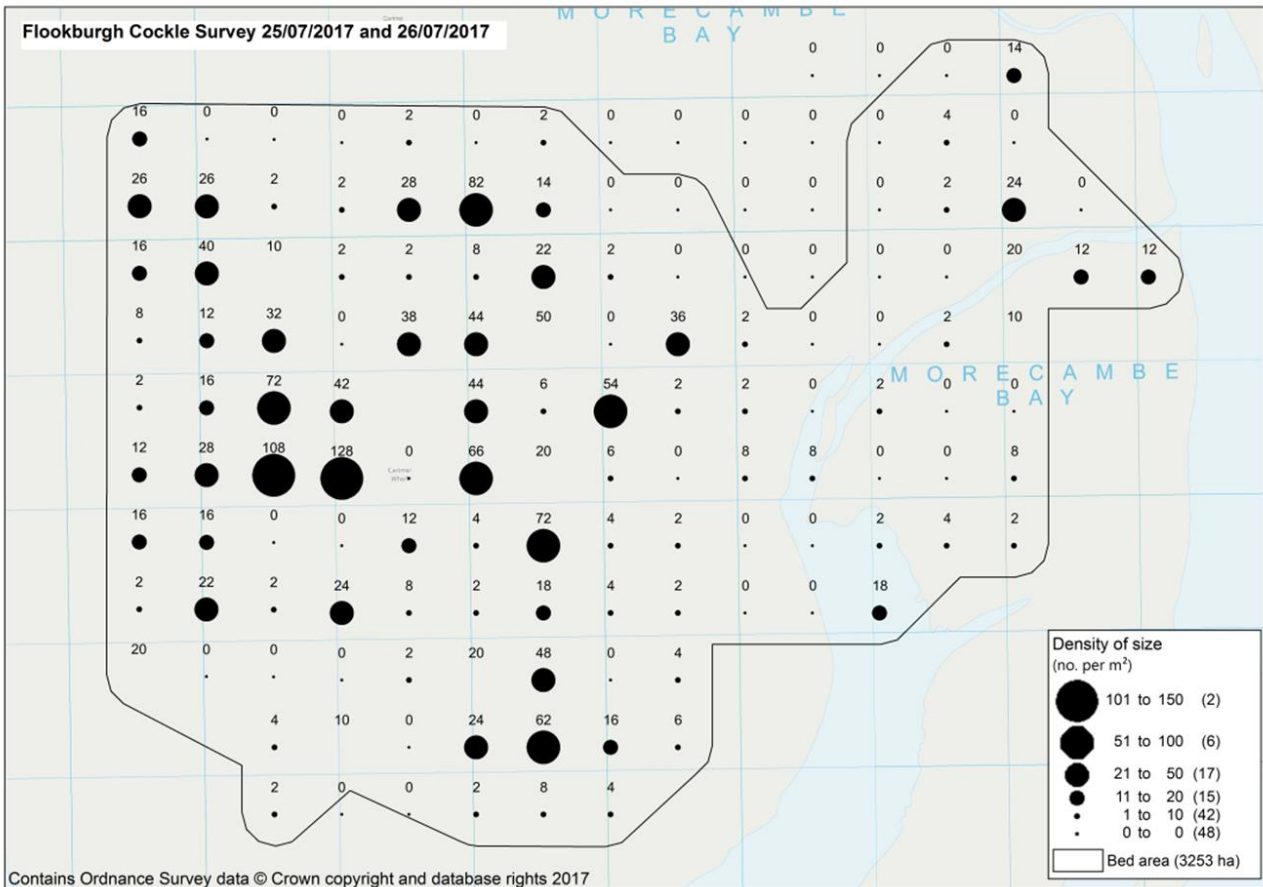 MORECAMBE
BAY
Flookburgh Cockle Survey 25/07/2017 and 26/07/2017
0 0 0 14
16 0 0 0 2 0 2 0 0 0 0 0 4 0
26 26 2 2 28 82 14 0 0 0 0 0 2 24 0
16 40 10 2 2 8 22 2 0 0 0 0 0 20 12 12
8 12 32 0 38 44 50 0 36 2 0 0 2 10
MORECAMBE
BAY
2 16 72 42 44 6 54 2 2 0 2 0 0
12 28 108 128 0 66 20 6 0 8 8 0 0 8
16 16 0 0 12 4 72 4 2 0 0 2 4 2
2 22 2 24 8 2 18 4 2 0 0 18
20 0 0 0 2 20 48 0 4
4 10 0 24 62 16 6
2 0 0 2 8 4
Density of size
(no. per m²)
101 to 150 (2)
51 to 100 (6)
21 to 50 (17)
11 to 20 (15)
1 to 10 (42)
0 to 0 (48)
Bed area (3253 ha)
Contains Ordnance Survey data © Crown copyright and database rights 2017